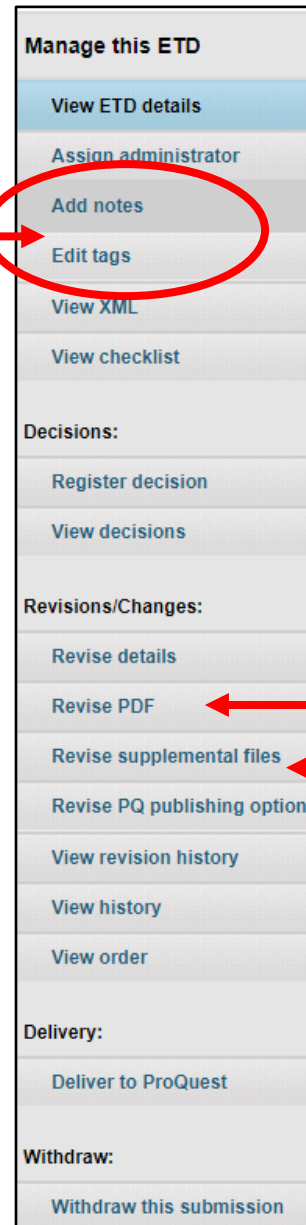 Manage this ETD
View ETD details
Assign administrator
Add notes
Edit tags
View XML
View checklist
Decisions:
Register decision
View decisions
Revisions/Changes:
Revise details
Revise PDF
Revise supplemental files
Revise PQ publishing option
View revision history
View history
View order
Delivery:
Deliver to ProQuest
Withdraw:
Withdraw this submission